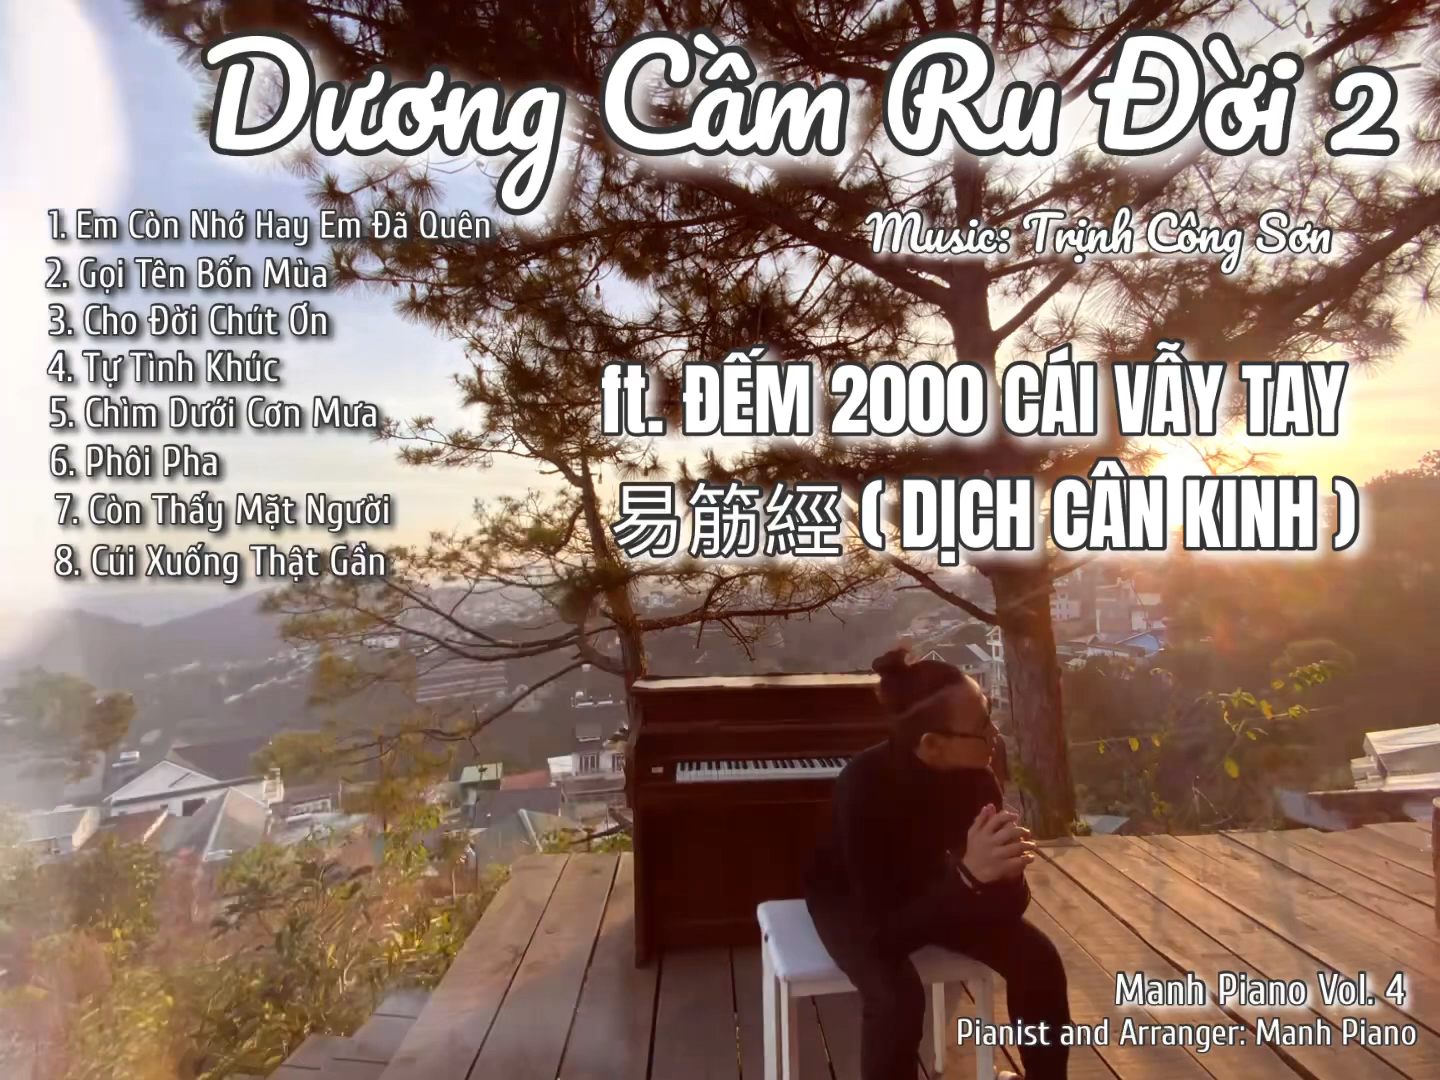 Dương Cầm Ru Đời 2
Music: Trịnh Công Sơn
1. Em Còn Nhớ Hay Em Đã Quên
2. Gọi Tên Bốn Mùa
3. Cho Đời Chút Ơn
4. Tự Tình Khúc
5. Chìm Dưới Cơn Mưa
6. Phôi Pha
7. Còn Thấy Mặt Người
8. Cúi Xuống Thật Gần
ft. ĐẾM 2000 CÁI VẪY TAY
易筋經 ( DỊCH CÂN KINH )
Manh Piano Vol. 4
Pianist and Arranger: Manh Piano